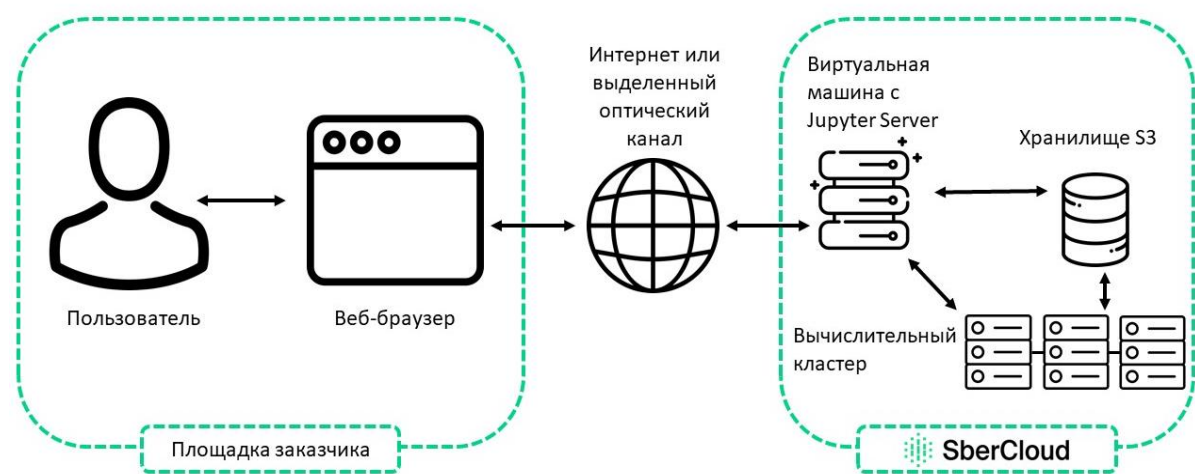 Интернет или
выделенный
оптический
канал
Виртуальная
машина с
Jupyter Server
Хранилище S3
Пользователь
Веб-браузер
Вычислительный
кластер
Площадка заказчика
SberCloud